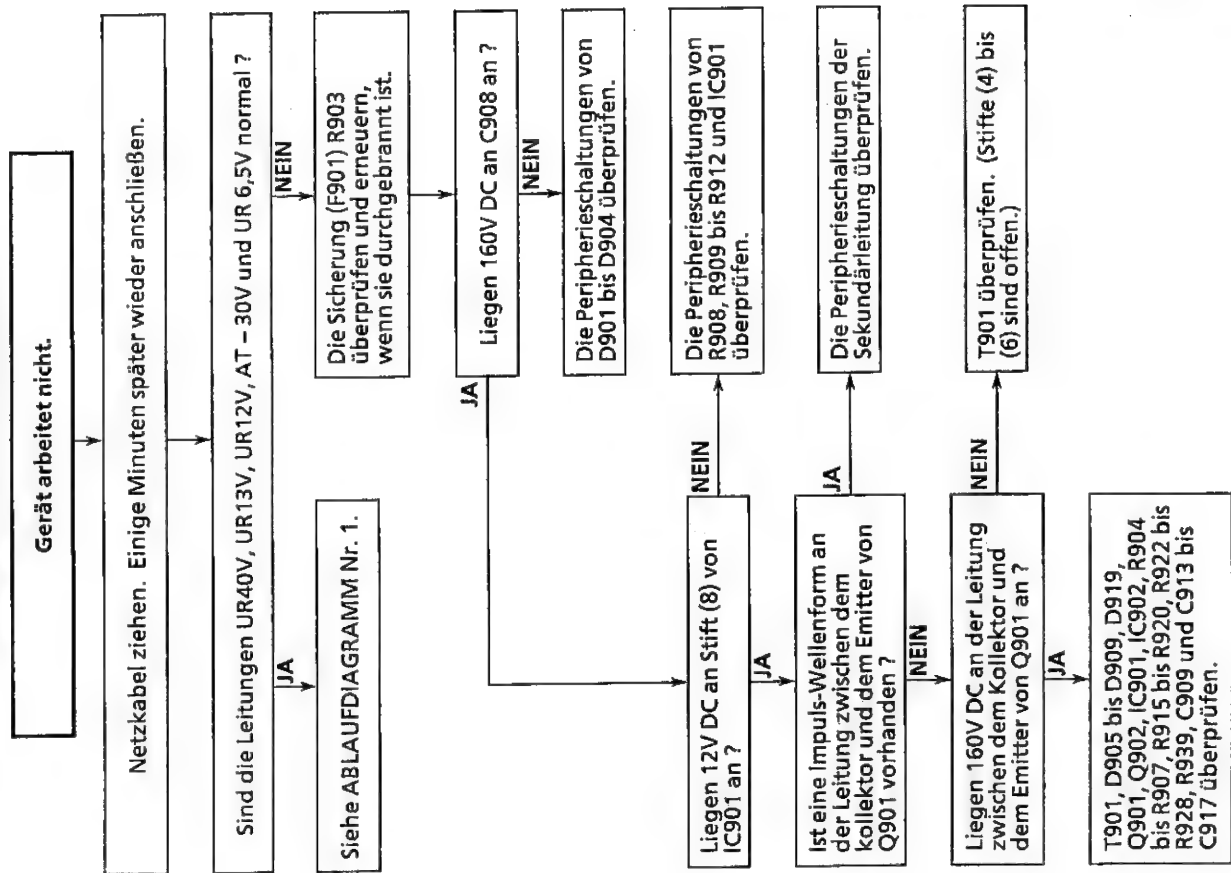 Gerät arbeitet nicht.
Netzkabel ziehen. Einige Minuten später wieder anschließen.
Sind die Leitungen UR40V, UR13V, UR12V, AT – 30V und UR 6,5V normal ?
JA
NEIN
Siehe ABLAUFDIAGRAMM Nr. 1.
Die Sicherung (F901) R903
überprüfen und erneuern,
wenn sie durchgebrannt ist.
Liegen 160V DC an C908 an ?
JA
NEIN
Die Peripherieschaltungen von
D901 bis D904 überprüfen.
Liegen 12V DC an Stift (8) von
IC901 an ?
NEIN
Die Peripherieschaltungen von
R908, R909 bis R912 und IC901
überprüfen.
JA
Ist eine Impuls-Wellenform an
der Leitung zwischen dem
kollektor und dem Emitter von
Q901 vorhanden ?
JA
Die Peripherieschaltungen der
Sekundärleitung überprüfen.
NEIN
Liegen 160V DC an der Leitung
zwischen dem Kollektor und
dem Emitter von Q901 an ?
NEIN
T901 überprüfen. (Stifte (4) bis
(6) sind offen.)
JA
T901, D905 bis D909, D919,
Q901, Q902, IC901, IC902, R904
bis R907, R915 bis R920, R922 bis
R928, R939, C909 und C913 bis
C917 überprüfen.